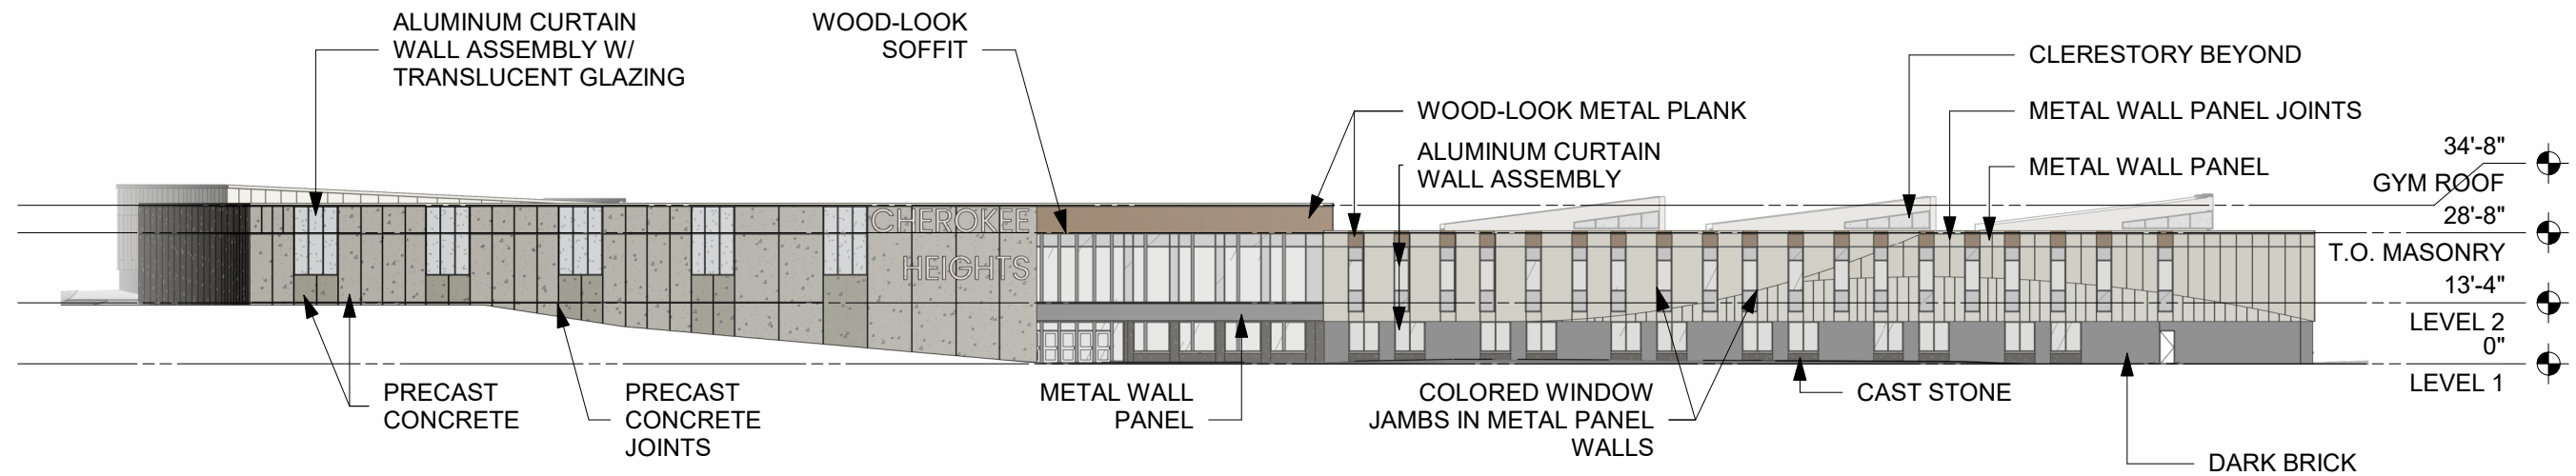 ALUMINUM CURTAIN
WALL ASSEMBLY W/
TRANSLUCENT GLAZING
WOOD-LOOK
SOFFIT
WOOD-LOOK METAL PLANK
ALUMINUM CURTAIN
WALL ASSEMBLY
CLERESTORY BEYOND
METAL WALL PANEL JOINTS
METAL WALL PANEL
34'-8"
GYM ROOF
28'-8"
T.O. MASONRY
13'-4"
LEVEL 2
0"
LEVEL 1
CHEROKEE
HEIGHTS
PRECAST
CONCRETE
PRECAST
CONCRETE
JOINTS
METAL WALL
PANEL
COLORED WINDOW
JAMBS IN METAL PANEL
WALLS
CAST STONE
DARK BRICK